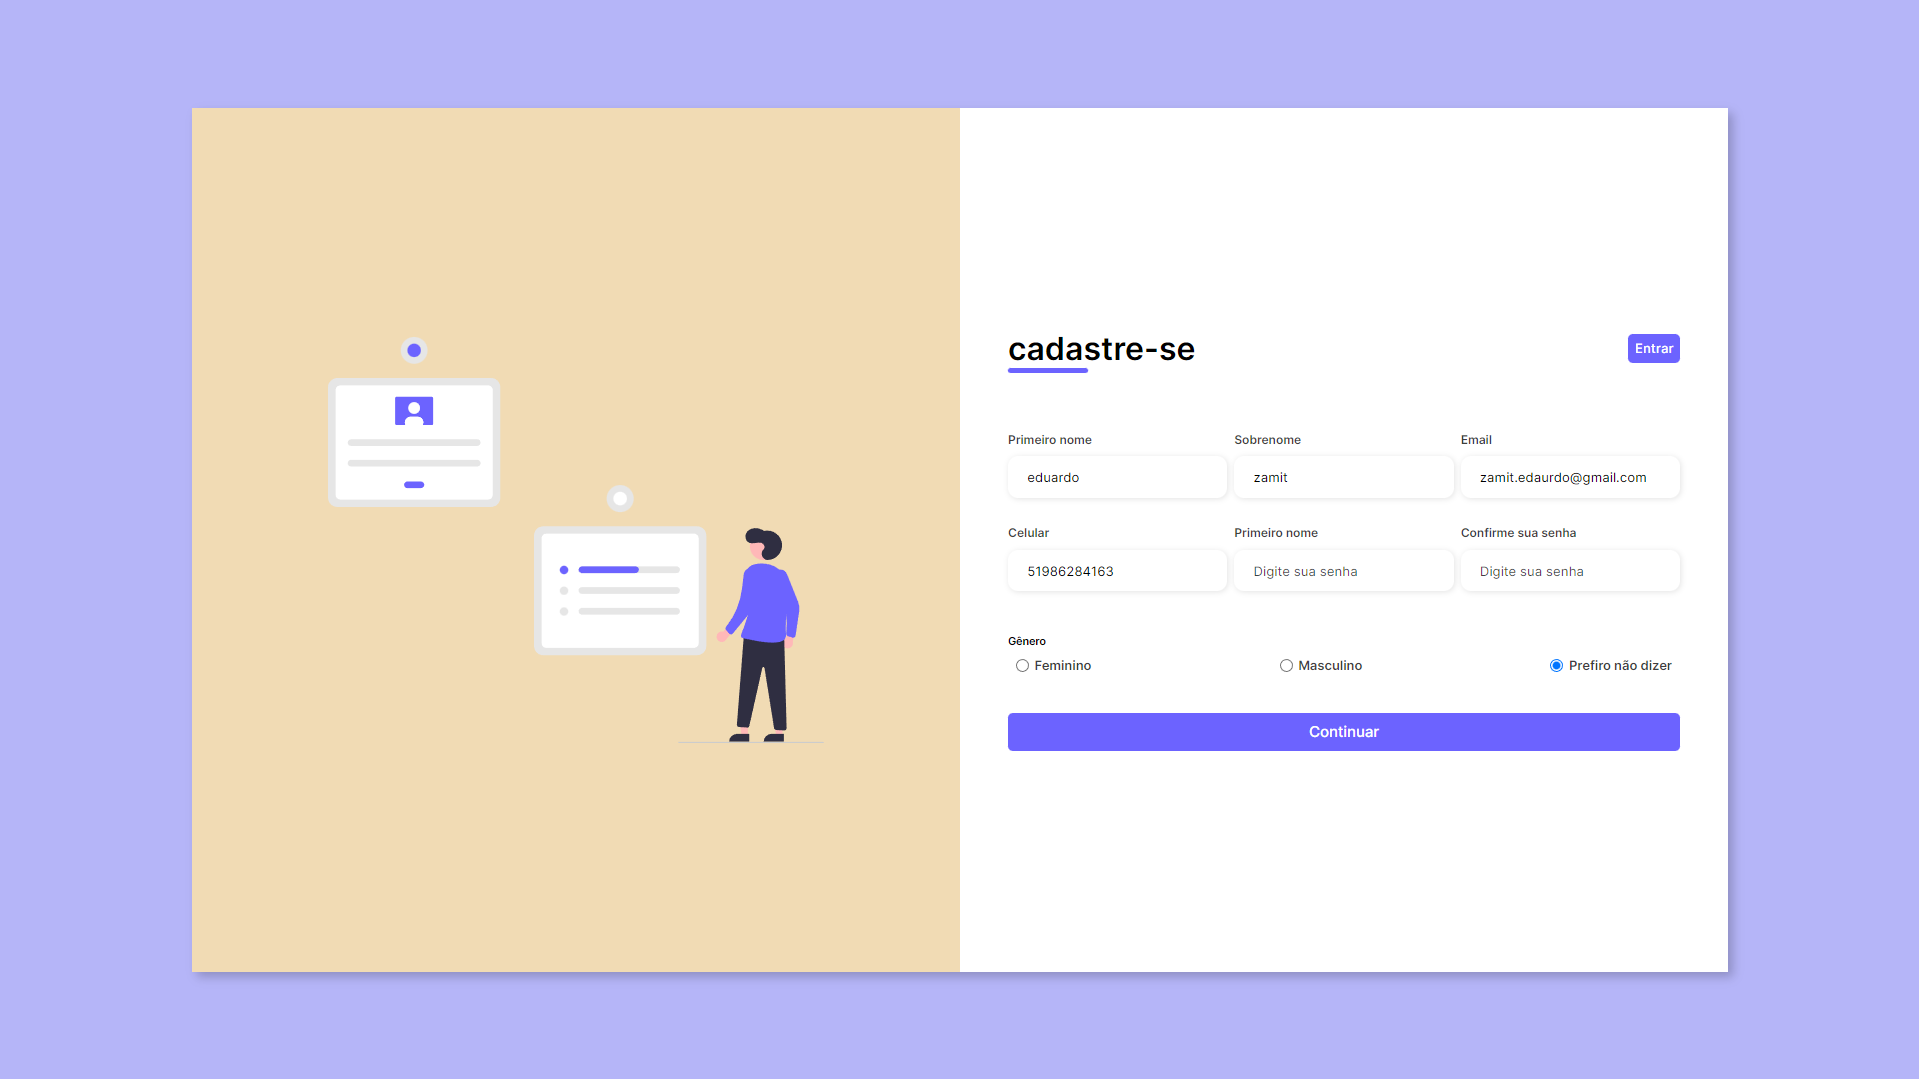 cadastre-se
Entrar
Primeiro nome
Sobrenome
Email
eduardo
zamit
zamit.edaurdo@gmail.com
Celular
Primeiro nome
Confirme sua senha
51986284163
Digite sua senha
Digite sua senha
Gênero
Feminino
Masculino
Prefiro não dizer
Continuar